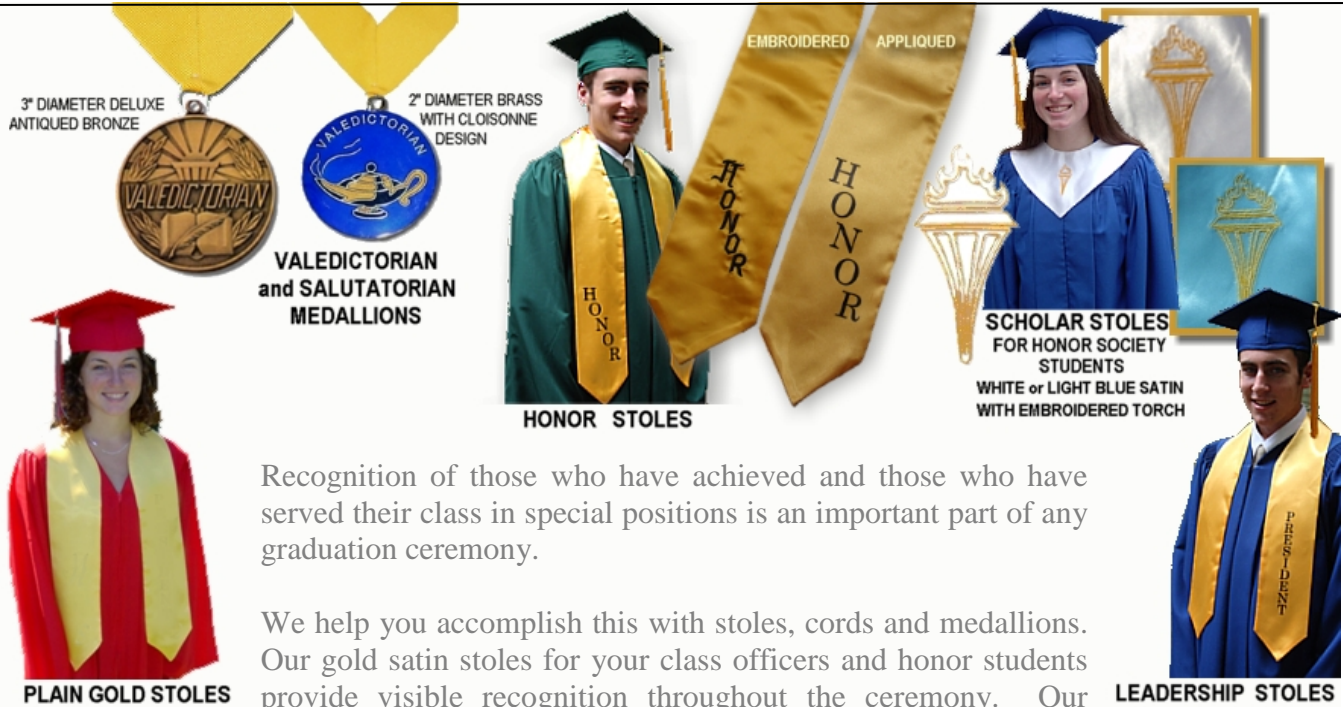 3" DIAMETER DELUXE
ANTIQUED BRONZE
VALEDICTORIAN
2" DIAMETER BRASS
WITH CLOISONNE
DESIGN
VALEDICTORIAN
VALEDICTORIAN
and SALUTATORIAN
MEDALLIONS
HONOR
HONOR STOLES
EMBROIDERED
APPLIQUED
HONOR
HONOR
SCHOLAR STOLES
FOR HONOR SOCIETY
STUDENTS
WHITE or LIGHT BLUE SATIN
WITH EMBROIDERED TORCH
PLAIN GOLD STOLES
Recognition of those who have achieved and those who have
served their class in special positions is an important part of any
graduation ceremony.
We help you accomplish this with stoles, cords and medallions.
Our gold satin stoles for your class officers and honor students
provide visible recognition throughout the ceremony. Our
PRESIDENT
LEADERSHIP STOLES